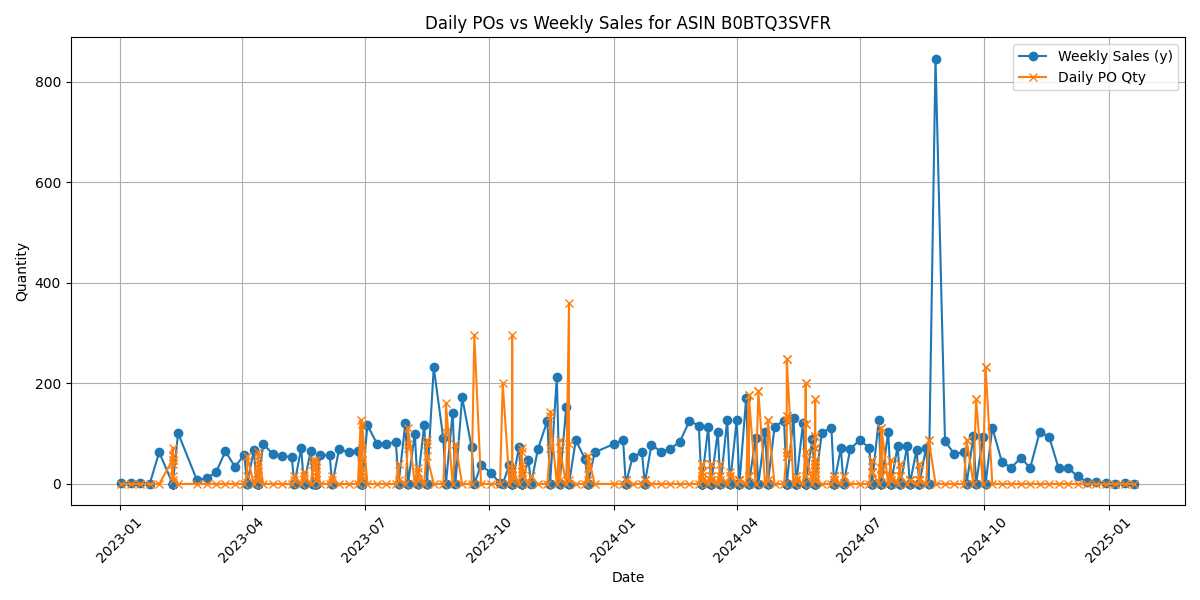 Daily POs vs Weekly Sales for ASIN B0BTQ3SVFR
Weekly Sales (y)
Daily PO Qty
Quantity
800
600
400
200
0
2023-01
2023-04
2023-07
2023-10
2024-01
2024-04
2024-07
2024-10
2025-01
Date